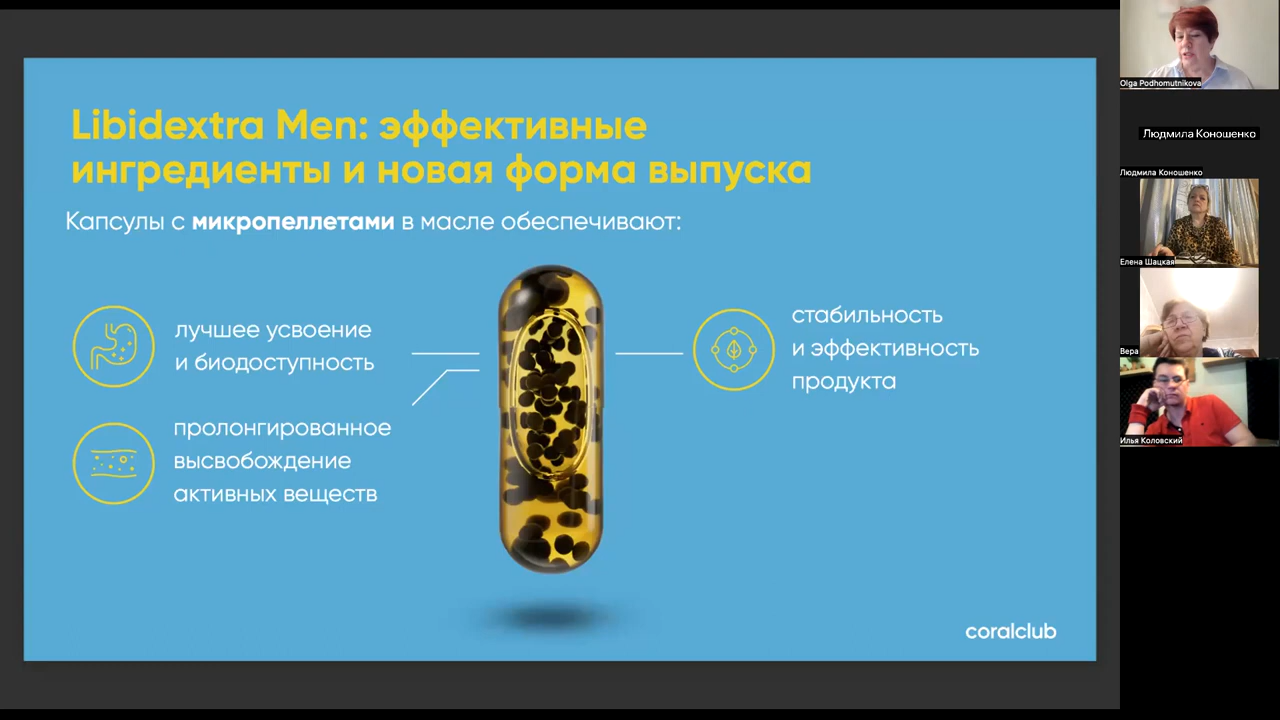 Libidextra Men: эффективные
ингредиенты и новая форма выпуска
Капсулы с микропеллетами в масле обеспечивают:
лучшее усвоение
и биодоступность
пролонгированное
высвобождение
активных веществ
стабильность
и эффективность
продукта
coralclub
Olga Podhomutnikova
Людмила Коношенко
Людмила Коношенко
Елена Шацкая
Вера
Илья Коловский